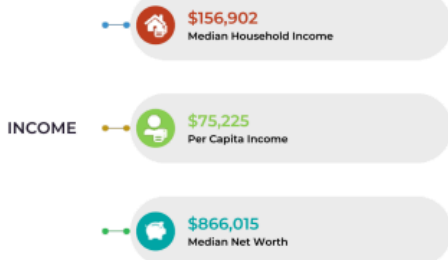 $156,902
Median Household Income
INCOME
$75,225
Per Capita Income
$866,015
Median Net Worth